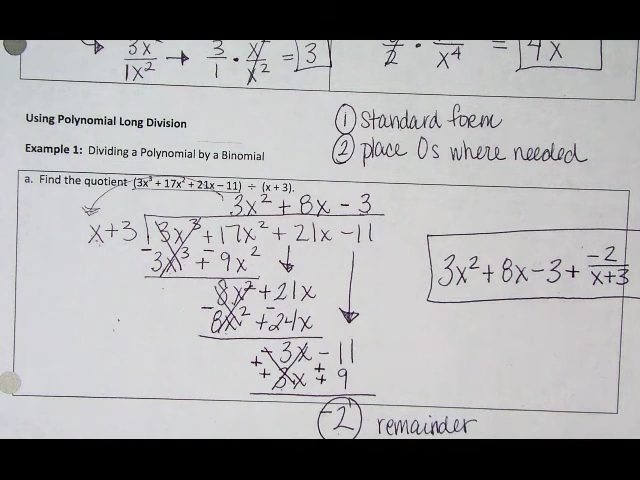 3x / 1x² → 3/1 · x/x² = 3
x⁴ = 4x
Using Polynomial Long Division
① standard form
② place 0s where needed
Example 1: Dividing a Polynomial by a Binomial
a. Find the quotient (3x³ + 17x² + 21x – 11) ÷ (x + 3).
3x² + 8x - 3
x+3 3x³ + 17x² + 21x - 11
- 3x³ + - 9x²
8x² + 21x
- 8x² + - 24x
- 3x - 11
+ + 3x + + 9
-2 remainder
3x² + 8x - 3 + -2 / x+3